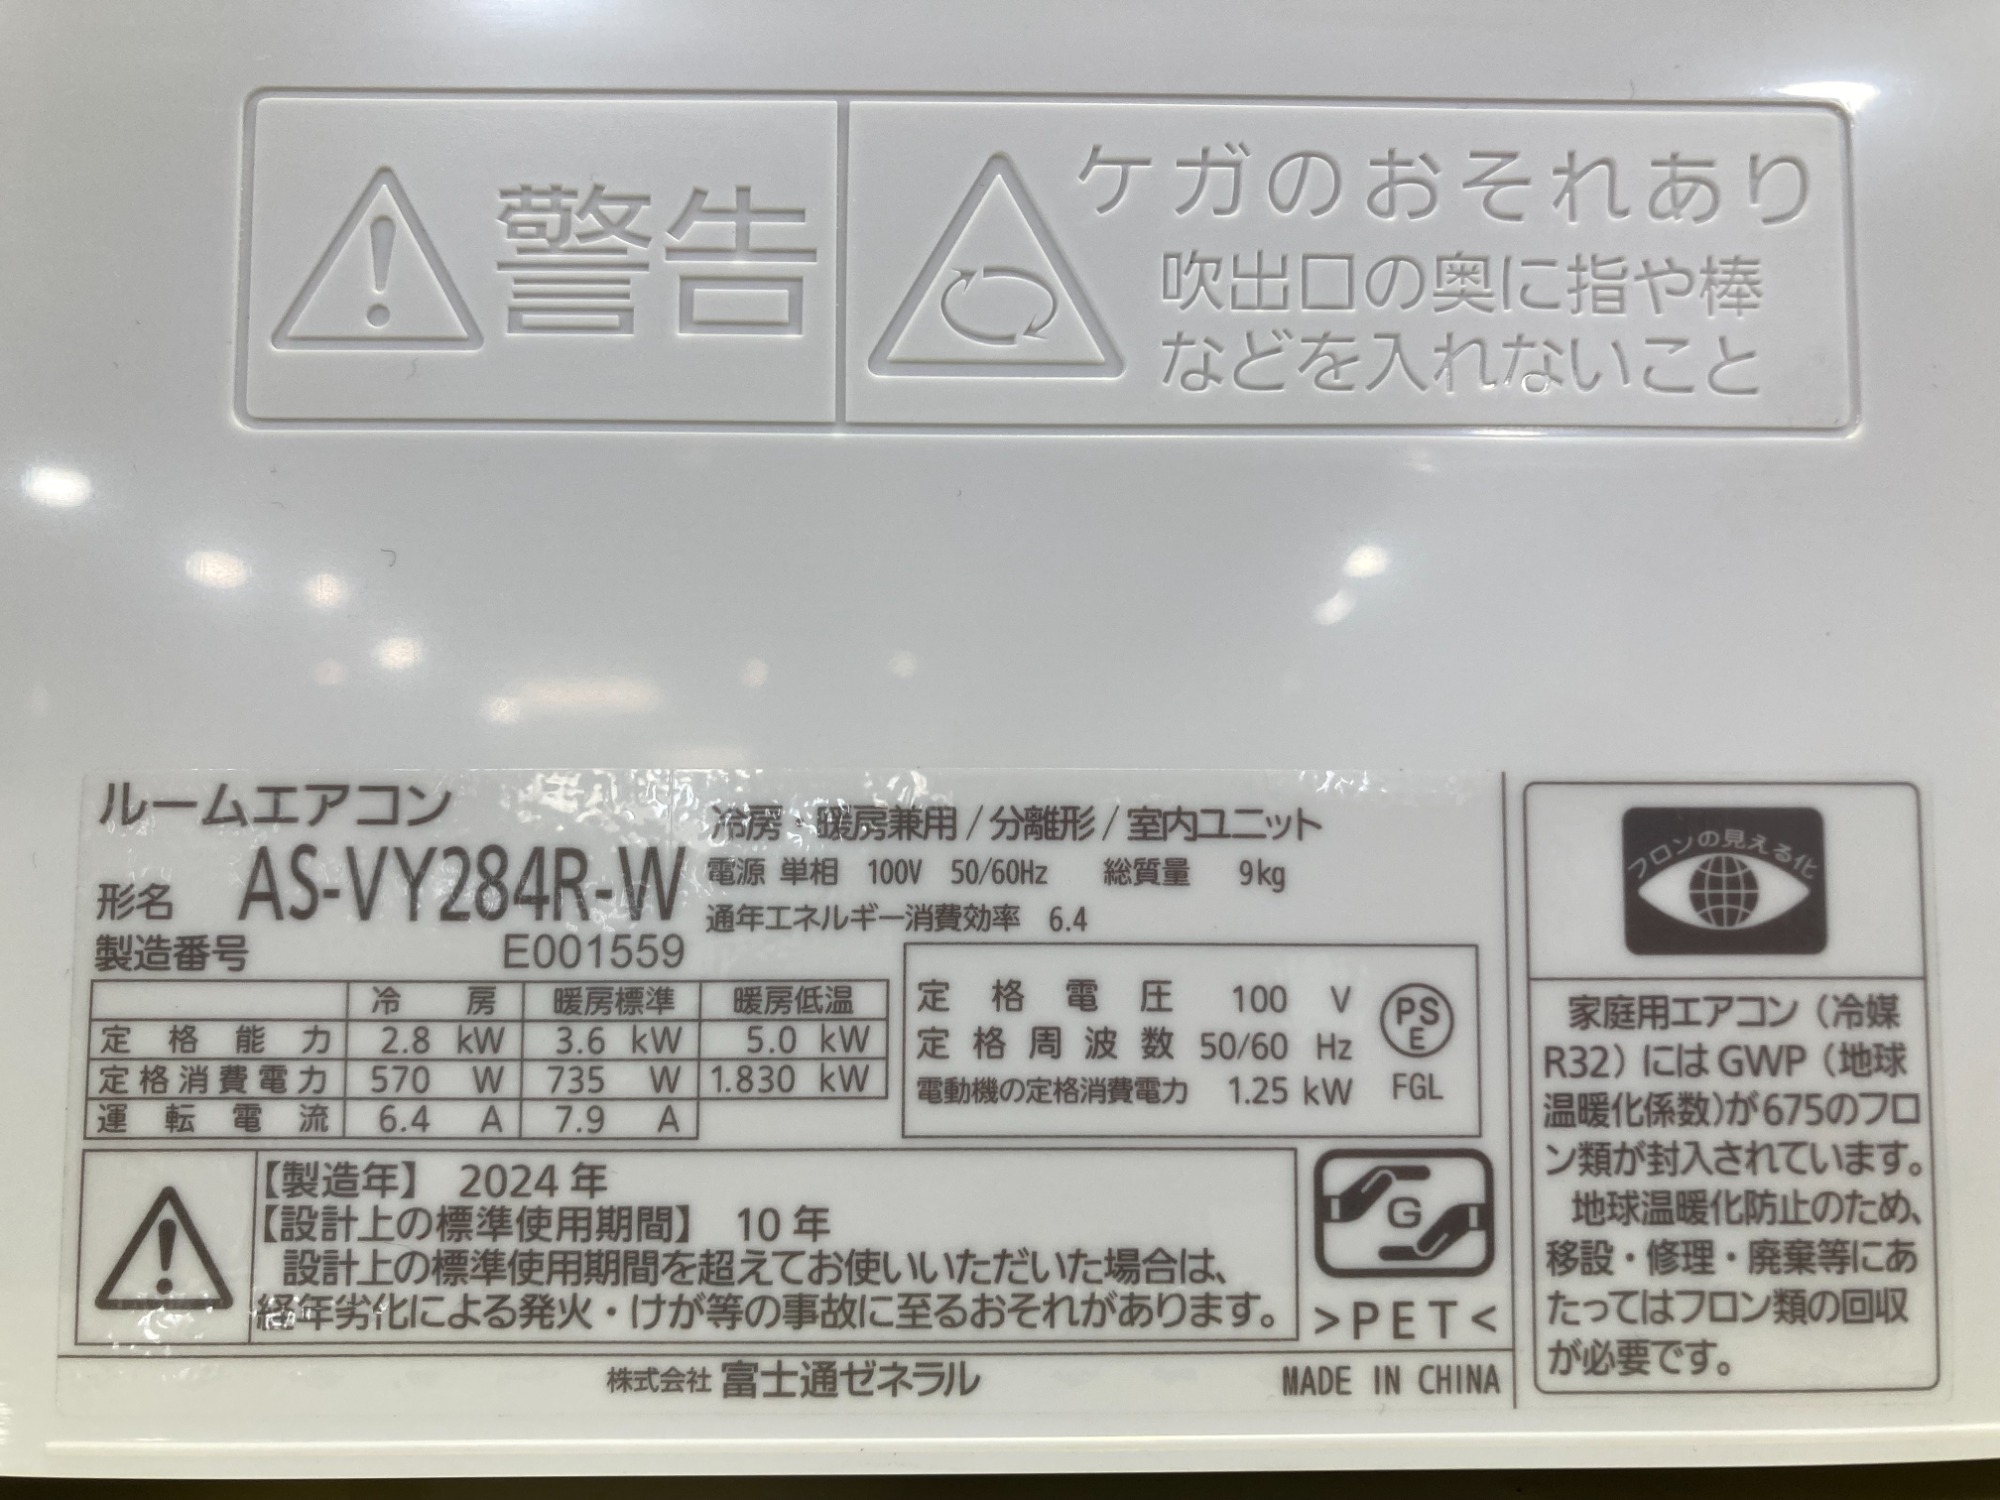 警告
ケガのおそれあり
吹出口の奥に指や棒
などを入れないこと
ルームエアコン
形名 AS-VY284R-W
製造番号 E001559
冷房・暖房兼用/分離形/室内ユニット
電源 単相 100V 50/60Hz 総質量 9kg
通年エネルギー消費効率 6.4
冷房 暖房標準 暖房低温
定格能力 2.8 kW 3.6 kW 5.0 kW
定格消費電力 570 W 735 W 1.830 kW
運転電流 6.4 A 7.9 A
定格電圧 100 V
定格周波数 50/60 Hz
電動機の定格消費電力 1.25 kW
PS
E
FGL
【製造年】 2024 年
【設計上の標準使用期間】 10 年
設計上の標準使用期間を超えてお使いいただいた場合は、
経年劣化による発火・けが等の事故に至るおそれがあります。
G
>PET<
株式会社 富士通ゼネラル
MADE IN CHINA
フロンの見える化
家庭用エアコン（冷媒
R32）にはGWP（地球
温暖化係数)が675のフロ
ン類が封入されています。
地球温暖化防止のため、
移設・修理・廃棄等にあ
たってはフロン類の回収
が必要です。